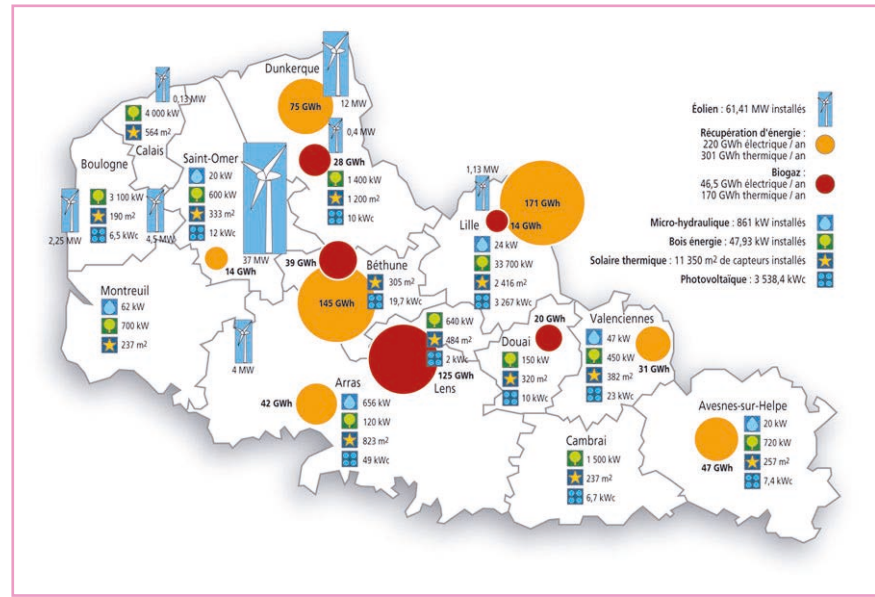 Dunkerque
75 GWh
12 MW
0,4 MW
28 GWh
1 400 kW
1 200 m²
10 kWc
0,13 MW
4 000 kW
564 m²
Calais
Boulogne
3 100 kW
190 m²
6,5 kWc
2,25 MW
4,5 MW
Saint-Omer
20 kW
600 kW
333 m²
12 kWc
14 GWh
37 MW
39 GWh
145 GWh
Béthune
305 m²
19,7 kWc
Montreuil
62 kW
700 kW
237 m²
4 MW
1,13 MW
171 GWh
14 GWh
Lille
24 kW
33 700 kW
2 416 m²
3 267 kWc
640 kW
484 m²
2 kWc
125 GWh
Lens
20 GWh
Douai
150 kW
320 m²
10 kWc
Valenciennes
47 kW
450 kW
382 m²
23 kWc
31 GWh
42 GWh
Arras
656 kW
120 kW
823 m²
49 kWc
Cambrai
1 500 kW
237 m²
6,7 kWc
Avesnes-sur-Helpe
20 kW
720 kW
257 m²
7,4 kWc
47 GWh
Éolien : 61,41 MW installés
Récupération d'énergie :
220 GWh électrique / an
301 GWh thermique / an
Biogaz :
46,5 GWh électrique / an
170 GWh thermique / an
Micro-hydraulique : 861 kW installés
Bois énergie : 47,93 kW installés
Solaire thermique : 11 350 m² de capteurs installés
Photovoltaïque : 3 538,4 kWc